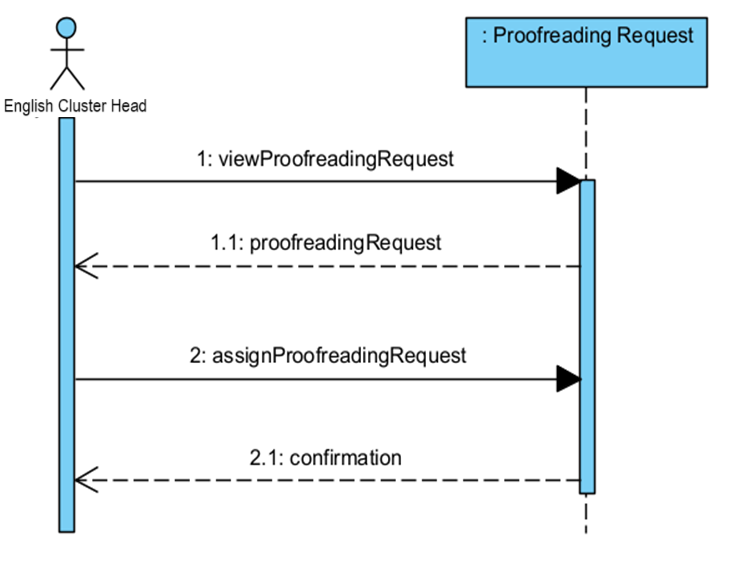 : Proofreading Request
English Cluster Head
1: viewProofreadingRequest
1.1: proofreadingRequest
2: assignProofreadingRequest
2.1: confirmation